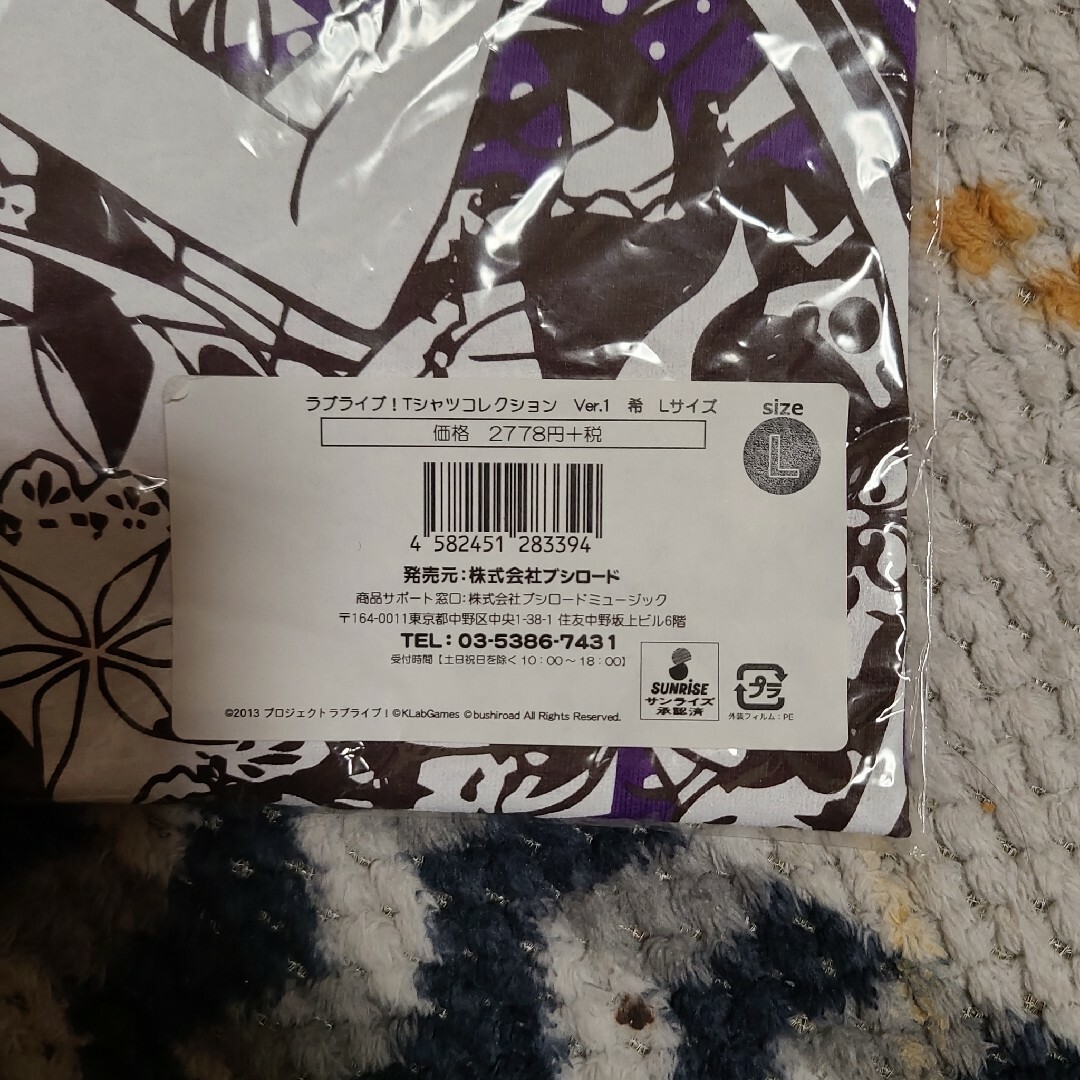 ラブライブ！Tシャツコレクション Ver.1 希 Lサイズ
size
L
価格 2778円+税
4 582451 283394
発売元：株式会社ブシロード
商品サポート窓口：株式会社ブシロードミュージック
〒164-0011東京都中野区中央1-38-1 住友中野坂上ビル6階
TEL：03-5386-7431
受付時間【土日祝日を除く10：00～18：00】
SUNRISE
サンライズ
承認済
プラ
外装フィルム：PE
©2013 プロジェクトラブライブ！©KLabGames ©bushiroad All Rights Reserved.